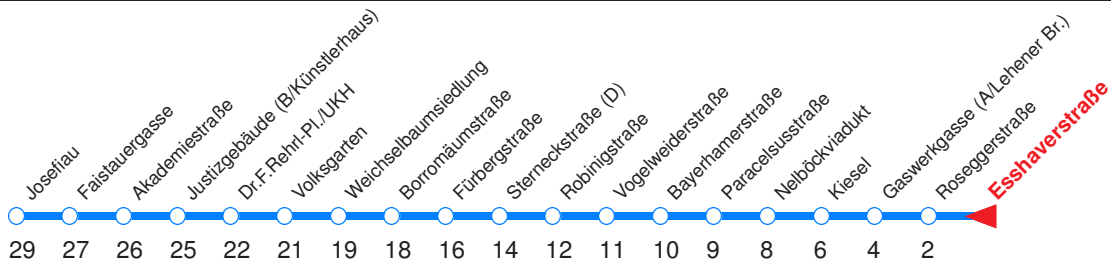 Josefiau
Faistauergasse
Akademiestraße
Justizgebäude (B/Künstlerhaus)
Dr.F.Rehrl-Pl./UKH
Volksgarten
Weichselbaumsiedlung
Borromäumstraße
Fürbergstraße
Sterneckstraße (D)
Robinigstraße
Vogelweiderstraße
Bayerhamerstraße
Paracelsusstraße
Nelböckviadukt
Kiesel
Gaswerkgasse (A/Lehener Br.)
Roseggerstraße
Esshaverstraße
29 27 26 25 22 21 19 18 16 14 12 11 10 9 8 6 4 2